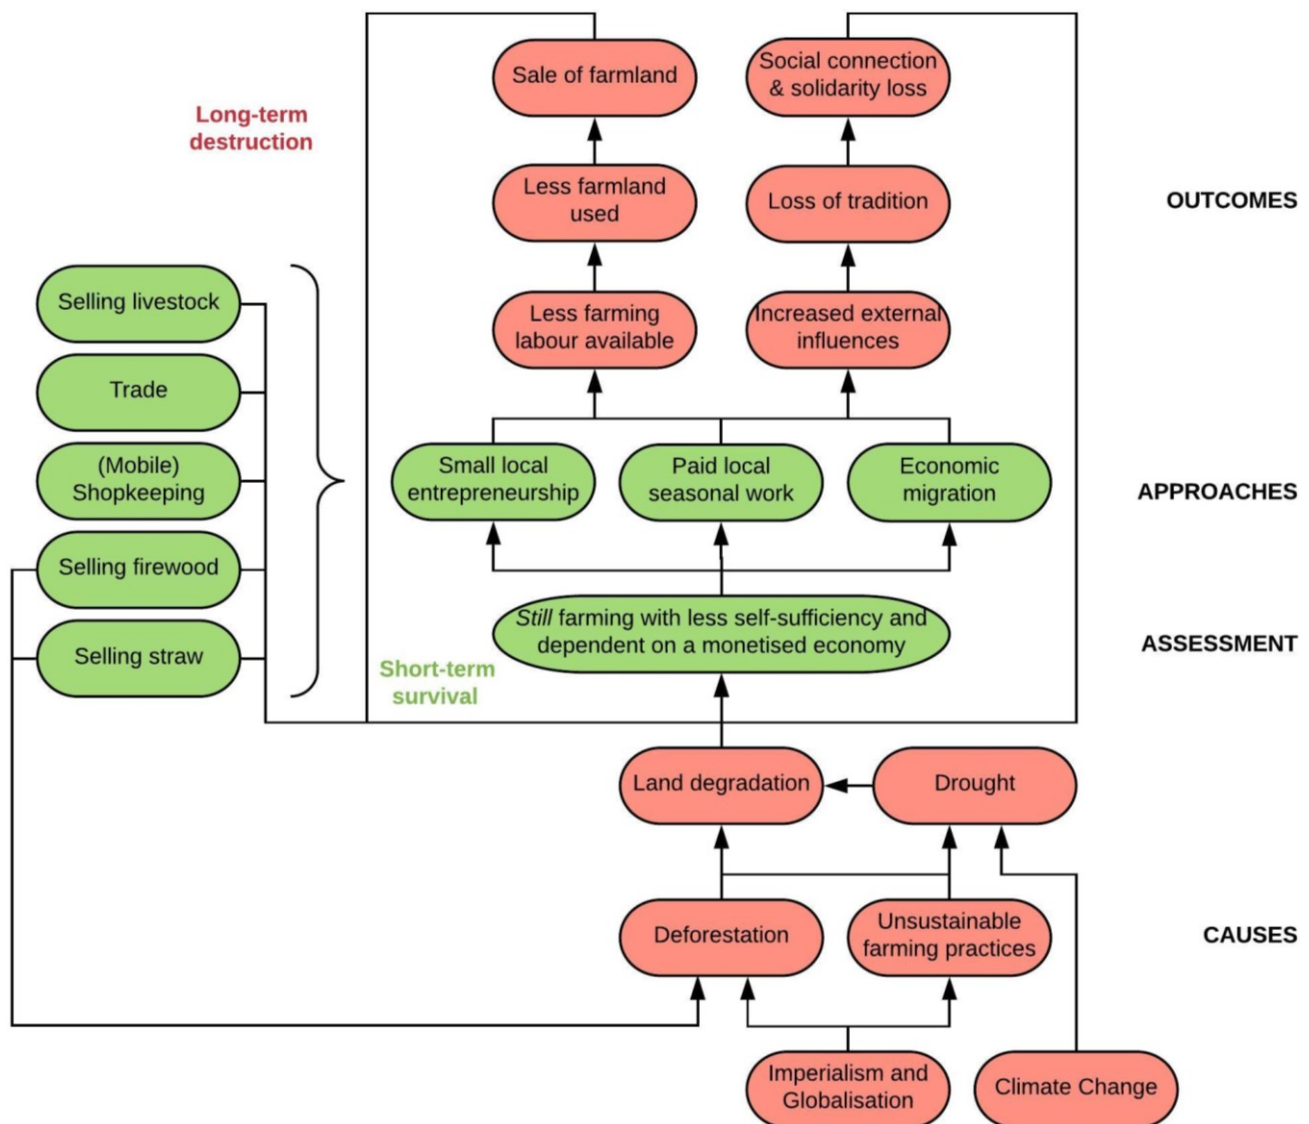 Sale of farmland
Social connection
& solidarity loss
Long-term
destruction
Less farmland
used
Loss of tradition
OUTCOMES
Selling livestock
Less farming
labour available
Increased external
influences
Trade
(Mobile)
Shopkeeping
Small local
entrepreneurship
Paid local
seasonal work
Economic
migration
APPROACHES
Selling firewood
Still farming with less self-sufficiency and
dependent on a monetised economy
ASSESSMENT
Selling straw
Short-term
survival
Land degradation
Drought
Deforestation
Unsustainable
farming practices
CAUSES
Imperialism and
Globalisation
Climate Change